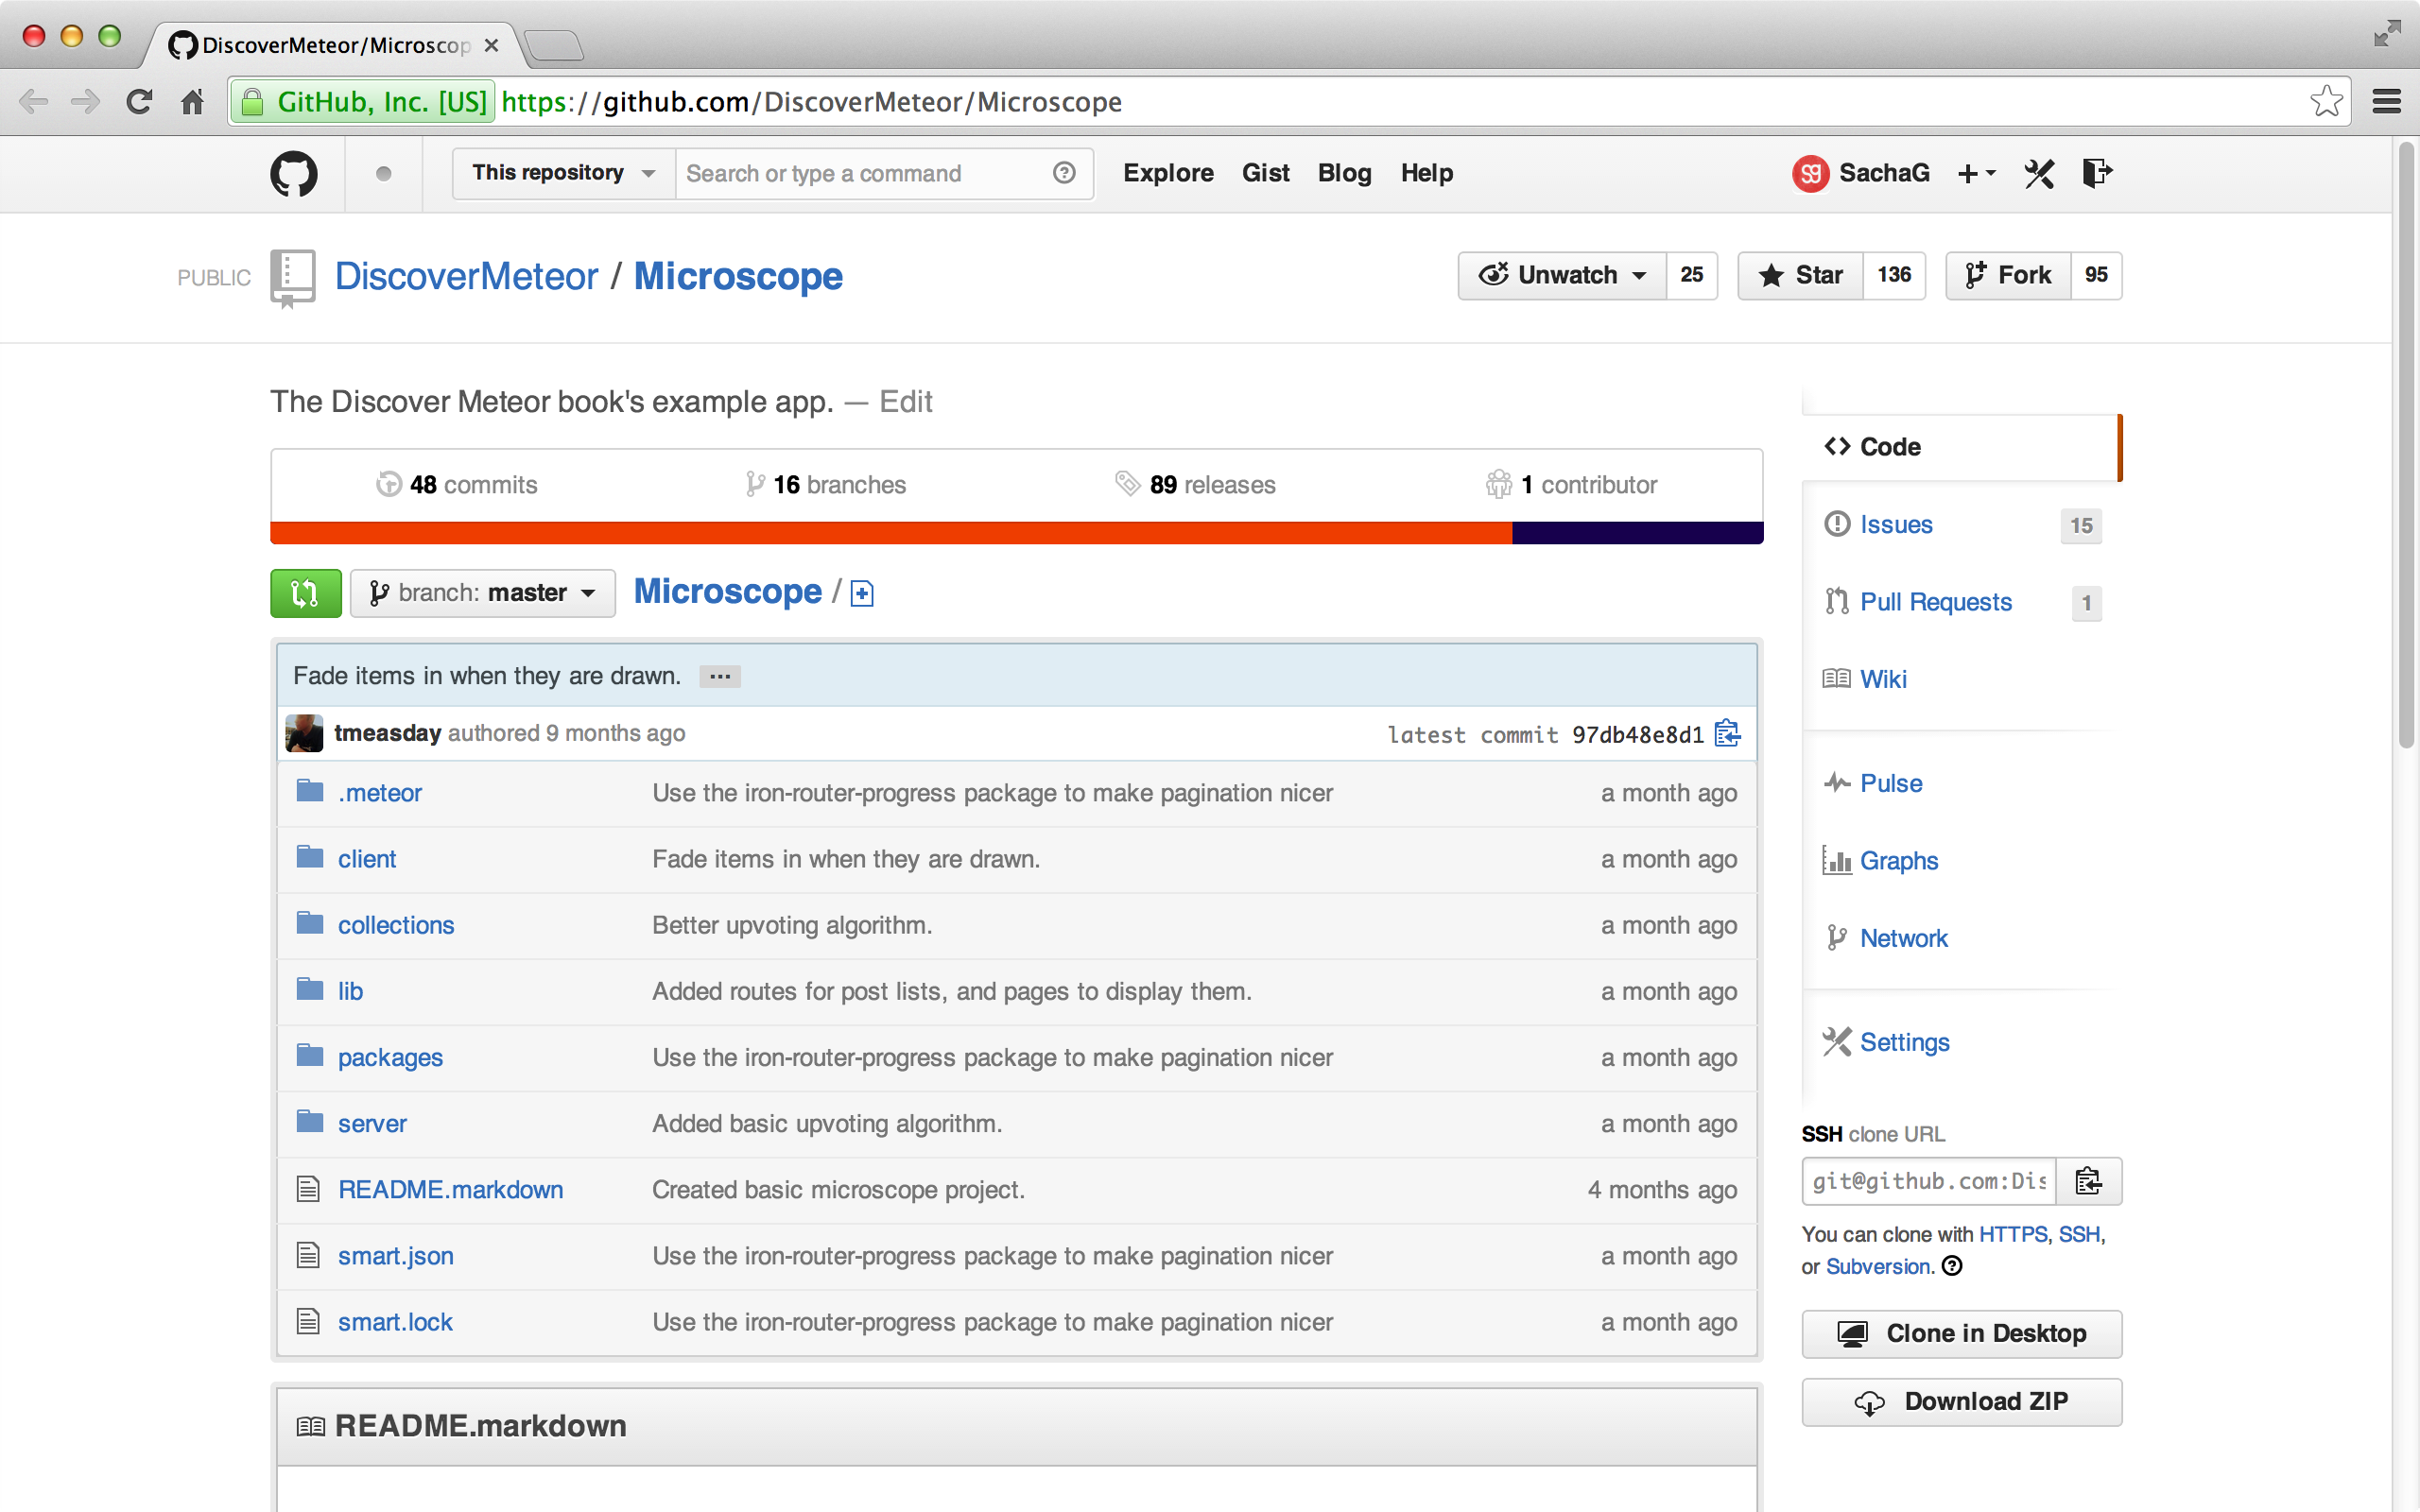 DiscoverMeteor/Microscop
GitHub, Inc. [US] https://github.com/DiscoverMeteor/Microscope
This repository Search or type a command Explore Gist Blog Help SachaG
PUBLIC DiscoverMeteor / Microscope Unwatch 25 Star 136 Fork 95
The Discover Meteor book's example app. — Edit
48 commits 16 branches 89 releases 1 contributor
branch: master Microscope /
Fade items in when they are drawn. ...
tmeasday authored 9 months ago latest commit 97db48e8d1
.meteor Use the iron-router-progress package to make pagination nicer a month ago
client Fade items in when they are drawn. a month ago
collections Better upvoting algorithm. a month ago
lib Added routes for post lists, and pages to display them. a month ago
packages Use the iron-router-progress package to make pagination nicer a month ago
server Added basic upvoting algorithm. a month ago
README.markdown Created basic microscope project. 4 months ago
smart.json Use the iron-router-progress package to make pagination nicer a month ago
smart.lock Use the iron-router-progress package to make pagination nicer a month ago
README.markdown
Code
Issues 15
Pull Requests 1
Wiki
Pulse
Graphs
Network
Settings
SSH clone URL
git@github.com:Dis
You can clone with HTTPS, SSH,
or Subversion.
Clone in Desktop
Download ZIP